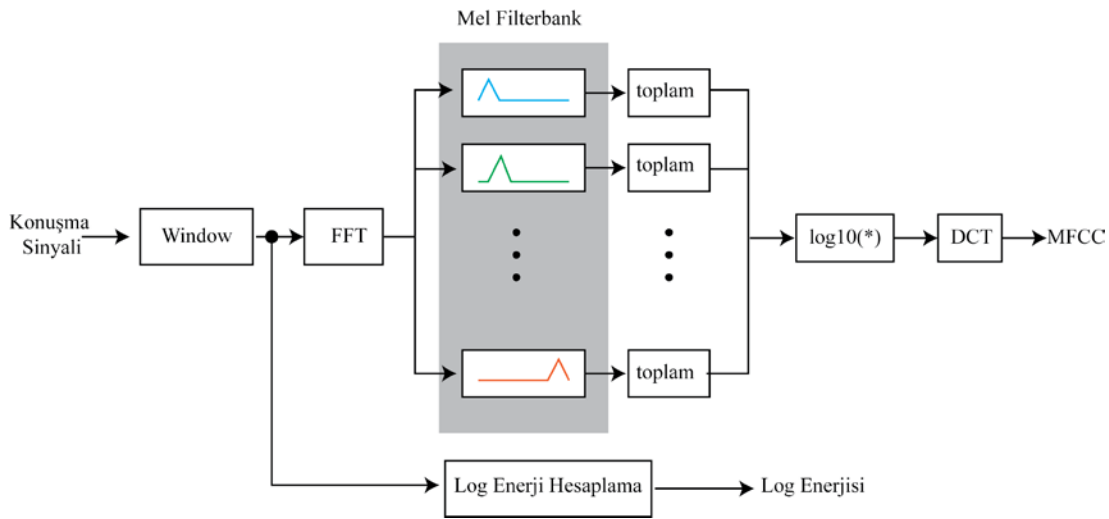 Mel Filterbank
toplam
toplam
Konuşma
Sinyali
Window
FFT
log10(*)
DCT
MFCC
toplam
Log Enerji Hesaplama
Log Enerjisi